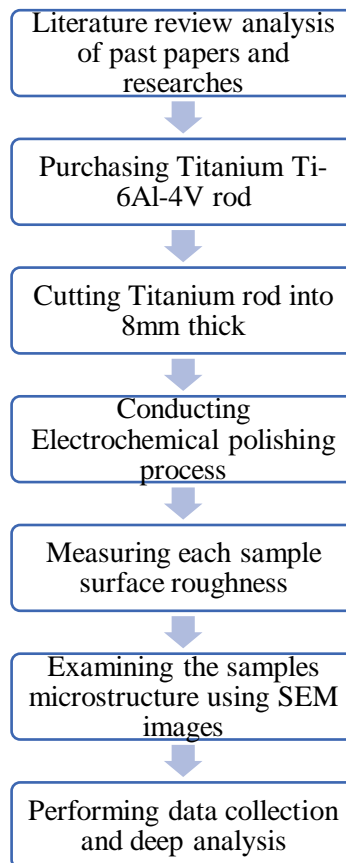 Literature review analysis
of past papers and
researches
Purchasing Titanium Ti-
6Al-4V rod
Cutting Titanium rod into
8mm thick
Conducting
Electrochemical polishing
process
Measuring each sample
surface roughness
Examining the samples
microstructure using SEM
images
Performing data collection
and deep analysis